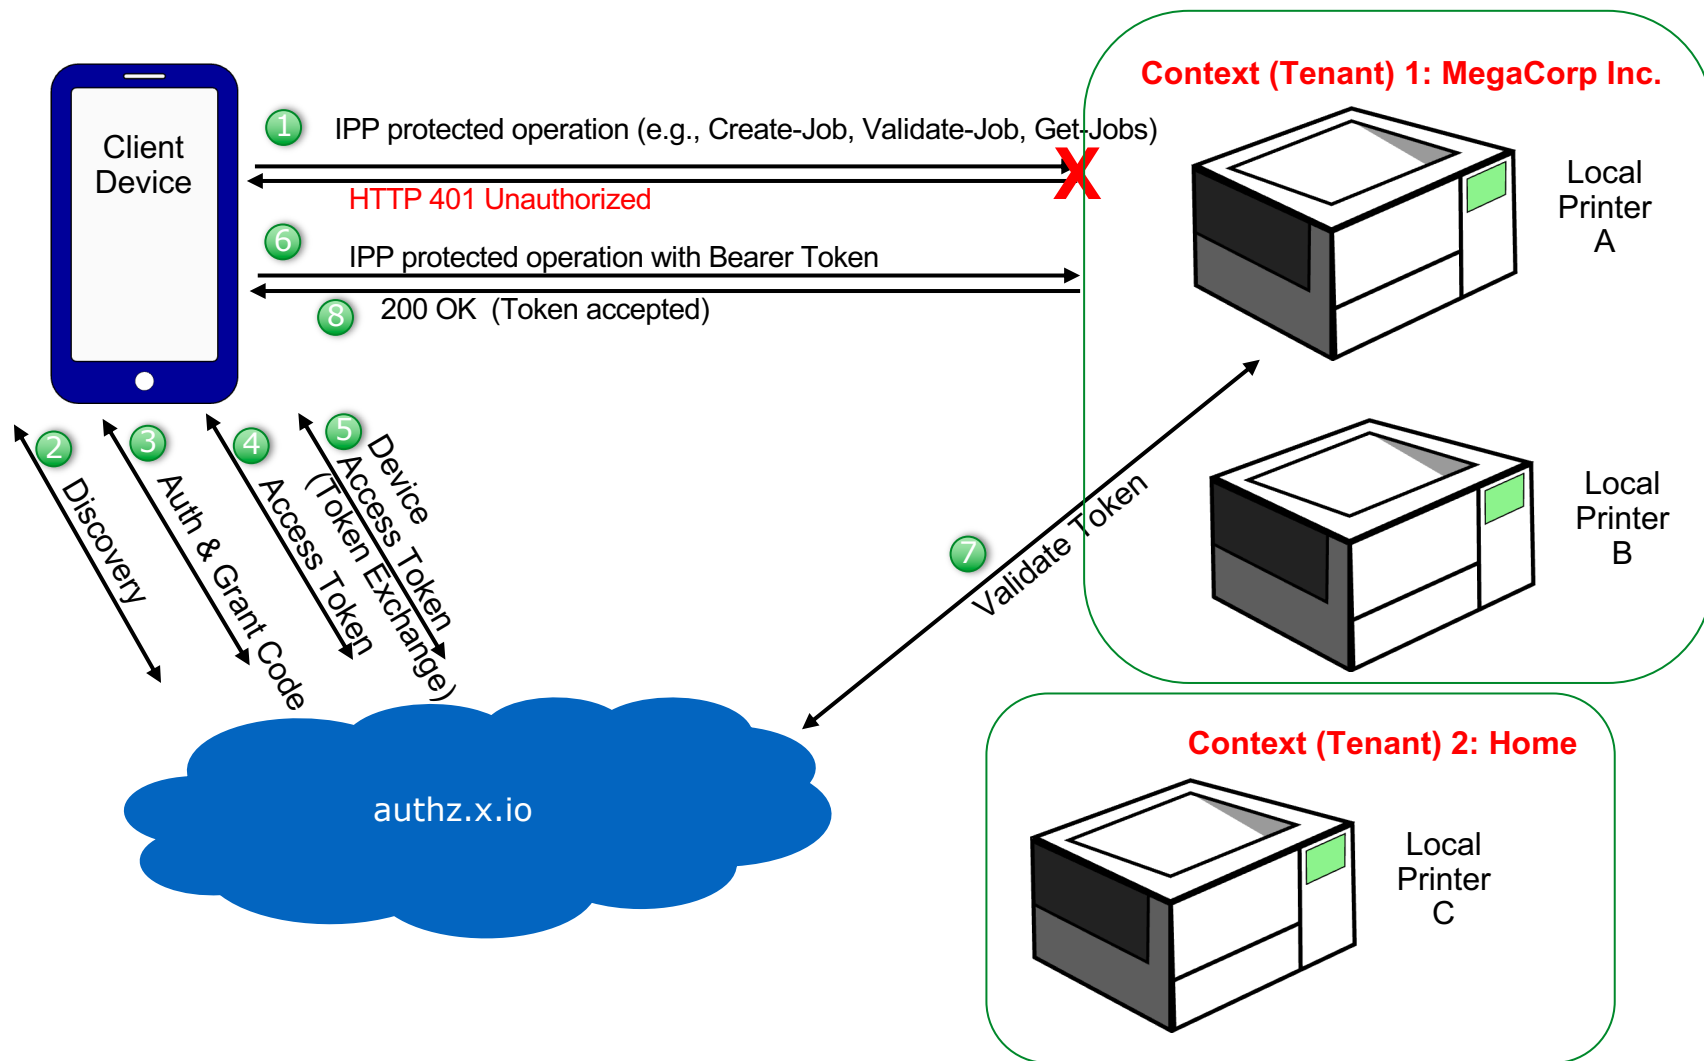 Context (Tenant) 1: MegaCorp Inc.
Client
Device
1
IPP protected operation (e.g., Create-Job, Validate-Job, Get-Jobs)
X
HTTP 401 Unauthorized
Local
Printer
A
6
IPP protected operation with Bearer Token
8
200 OK (Token accepted)
2
Discovery
3
Auth & Grant Code
4
Access Token
5
Device
Access Token
(Token Exchange)
7
Validate Token
Local
Printer
B
Context (Tenant) 2: Home
authz.x.io
Local
Printer
C